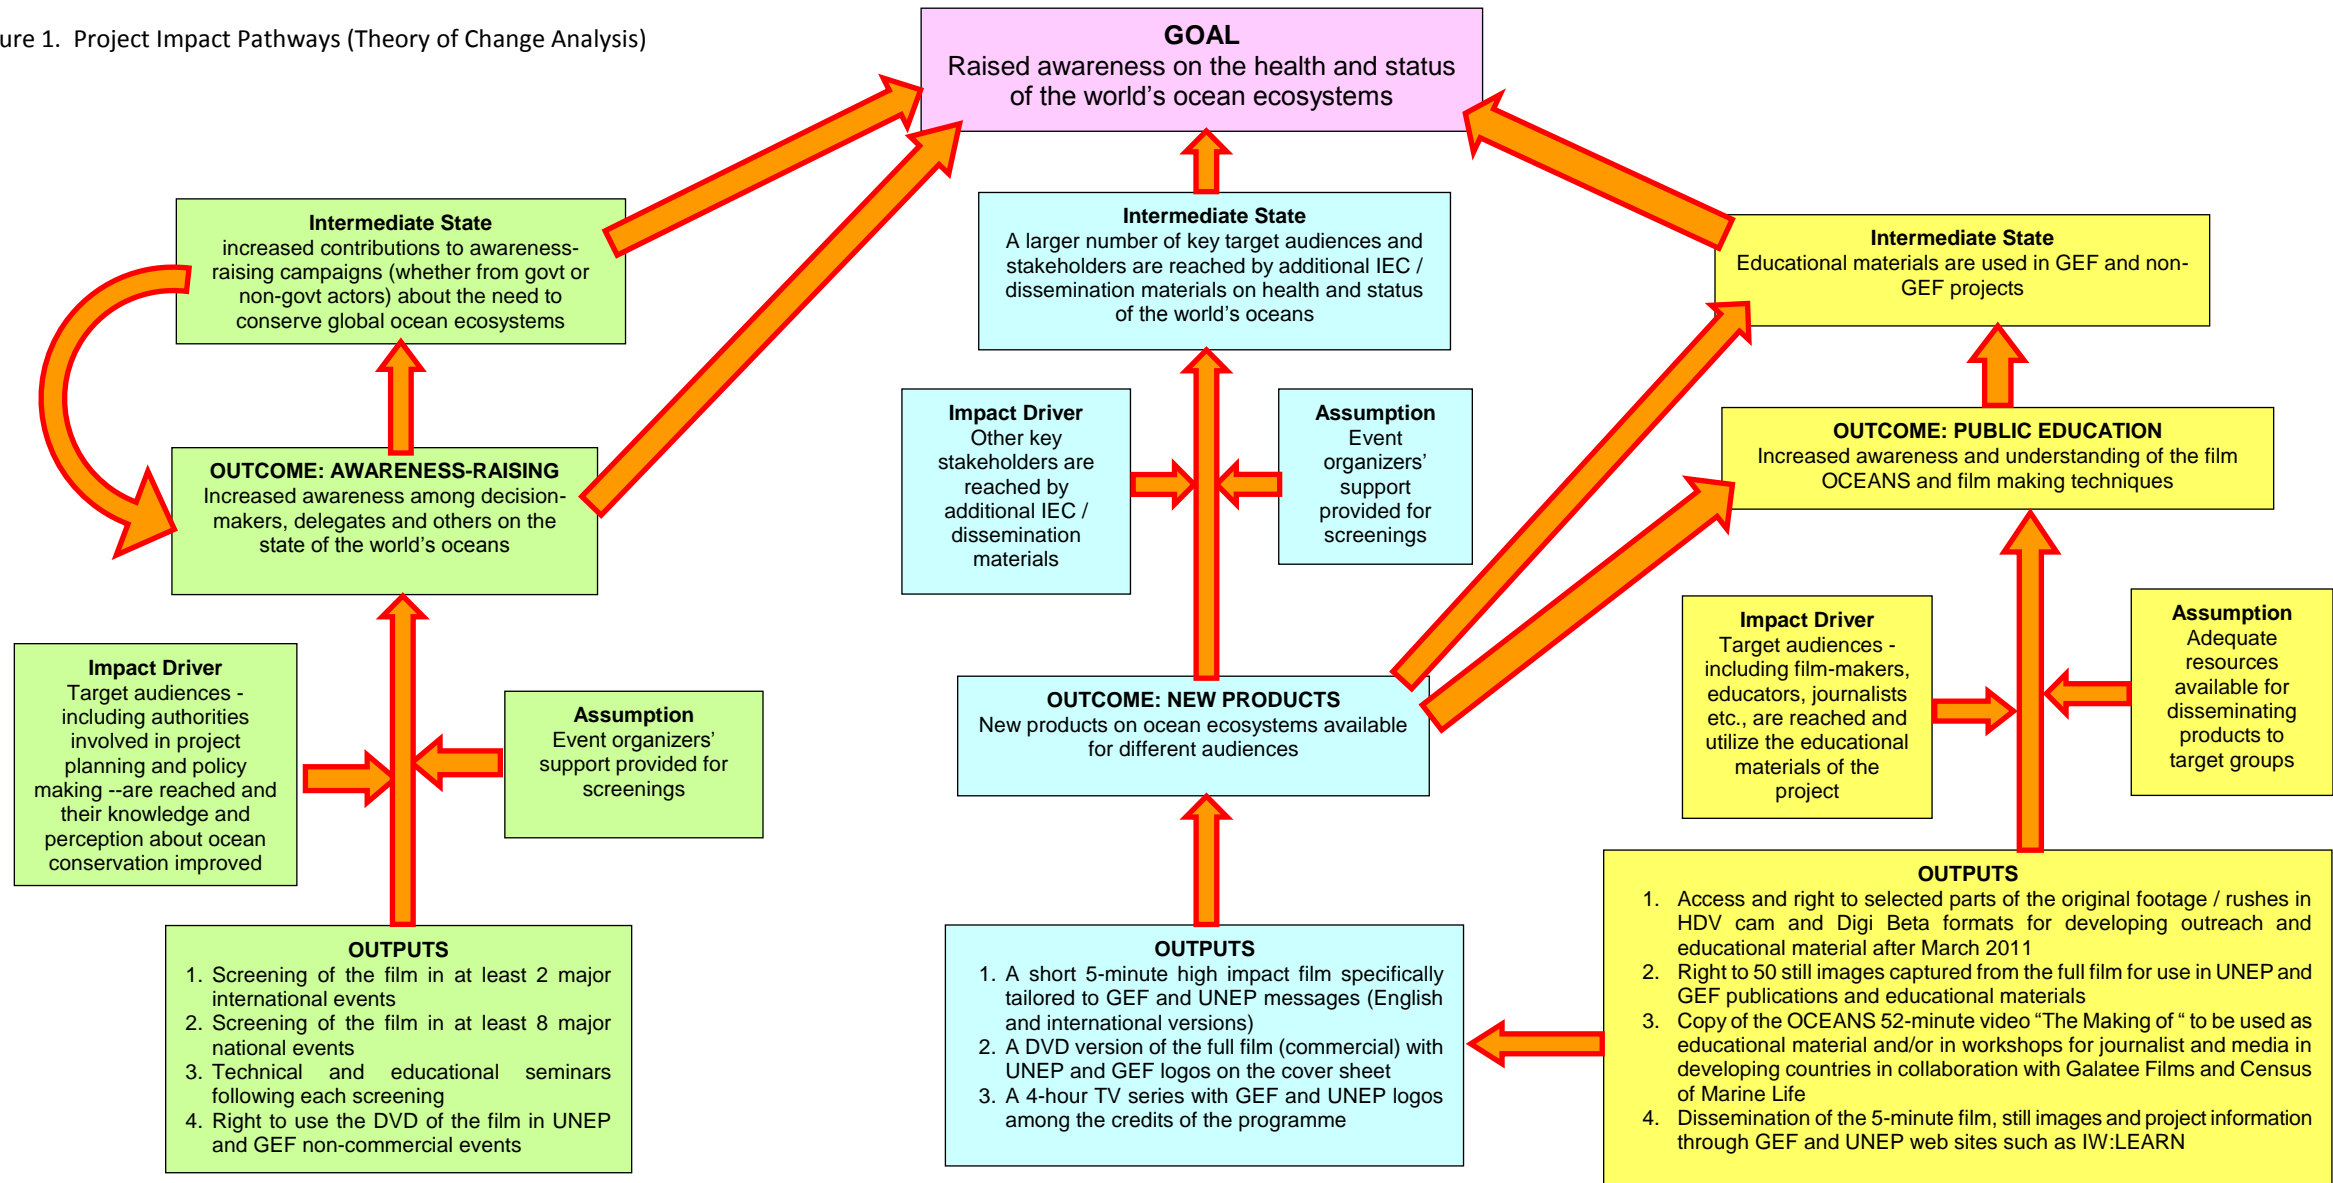 ure 1. Project Impact Pathways (Theory of Change Analysis)
GOAL
Raised awareness on the health and status
of the world's ocean ecosystems
Intermediate State
increased contributions to awareness-
raising campaigns (whether from govt or
non-govt actors) about the need to
conserve global ocean ecosystems
Intermediate State
A larger number of key target audiences and
stakeholders are reached by additional IEC /
dissemination materials on health and status
of the world's oceans
Intermediate State
Educational materials are used in GEF and non-
GEF projects
Impact Driver
Other key
stakeholders are
reached by
additional IEC /
dissemination
materials
Assumption
Event
organizers'
support
provided for
screenings
OUTCOME: PUBLIC EDUCATION
Increased awareness and understanding of the film
OCEANS and film making techniques
OUTCOME: AWARENESS-RAISING
Increased awareness among decision-
makers, delegates and others on the
state of the world's oceans
Impact Driver
Target audiences -
including authorities
involved in project
planning and policy
making --are reached and
their knowledge and
perception about ocean
conservation improved
Assumption
Event organizers'
support provided for
screenings
OUTCOME: NEW PRODUCTS
New products on ocean ecosystems available
for different audiences
Impact Driver
Target audiences -
including film-makers,
educators, journalists
etc., are reached and
utilize the educational
materials of the
project
Assumption
Adequate
resources
available for
disseminating
products to
target groups
OUTPUTS
1. Screening of the film in at least 2 major
international events
2. Screening of the film in at least 8 major
national events
3. Technical and educational seminars
following each screening
4. Right to use the DVD of the film in UNEP
and GEF non-commercial events
OUTPUTS
1. A short 5-minute high impact film specifically
tailored to GEF and UNEP messages (English
and international versions)
2. A DVD version of the full film (commercial) with
UNEP and GEF logos on the cover sheet
3. A 4-hour TV series with GEF and UNEP logos
among the credits of the programme
OUTPUTS
1. Access and right to selected parts of the original footage / rushes in
HDV cam and Digi Beta formats for developing outreach and
educational material after March 2011
2. Right to 50 still images captured from the full film for use in UNEP and
GEF publications and educational materials
3. Copy of the OCEANS 52-minute video “The Making of “ to be used as
educational material and/or in workshops for journalist and media in
developing countries in collaboration with Galatee Films and Census
of Marine Life
4. Dissemination of the 5-minute film, still images and project information
through GEF and UNEP web sites such as IW:LEARN